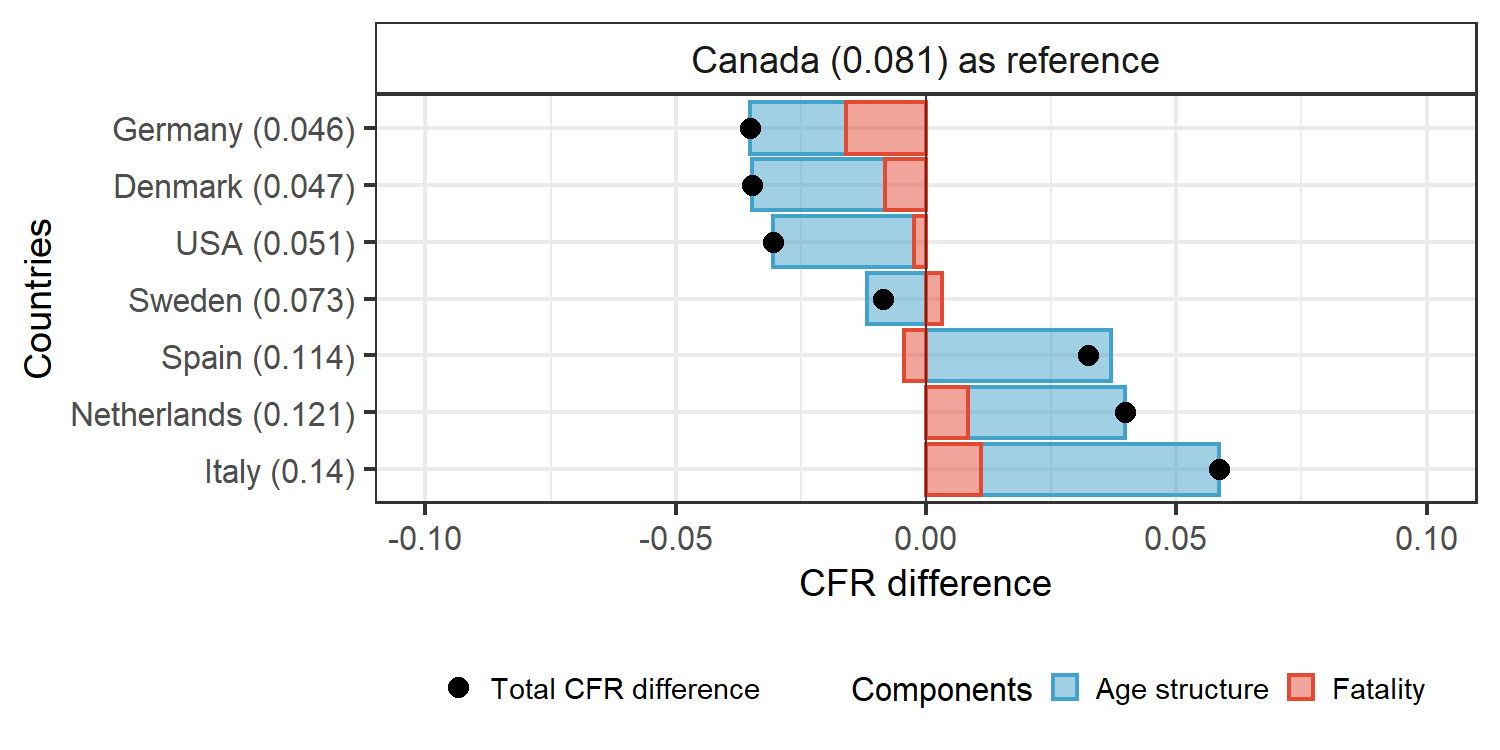 Canada (0.081) as reference
Countries
Germany (0.046)
Denmark (0.047)
USA (0.051)
Sweden (0.073)
Spain (0.114)
Netherlands (0.121)
Italy (0.14)
-0.10 -0.05 0.00 0.05 0.10
CFR difference
Total CFR difference Components Age structure Fatality